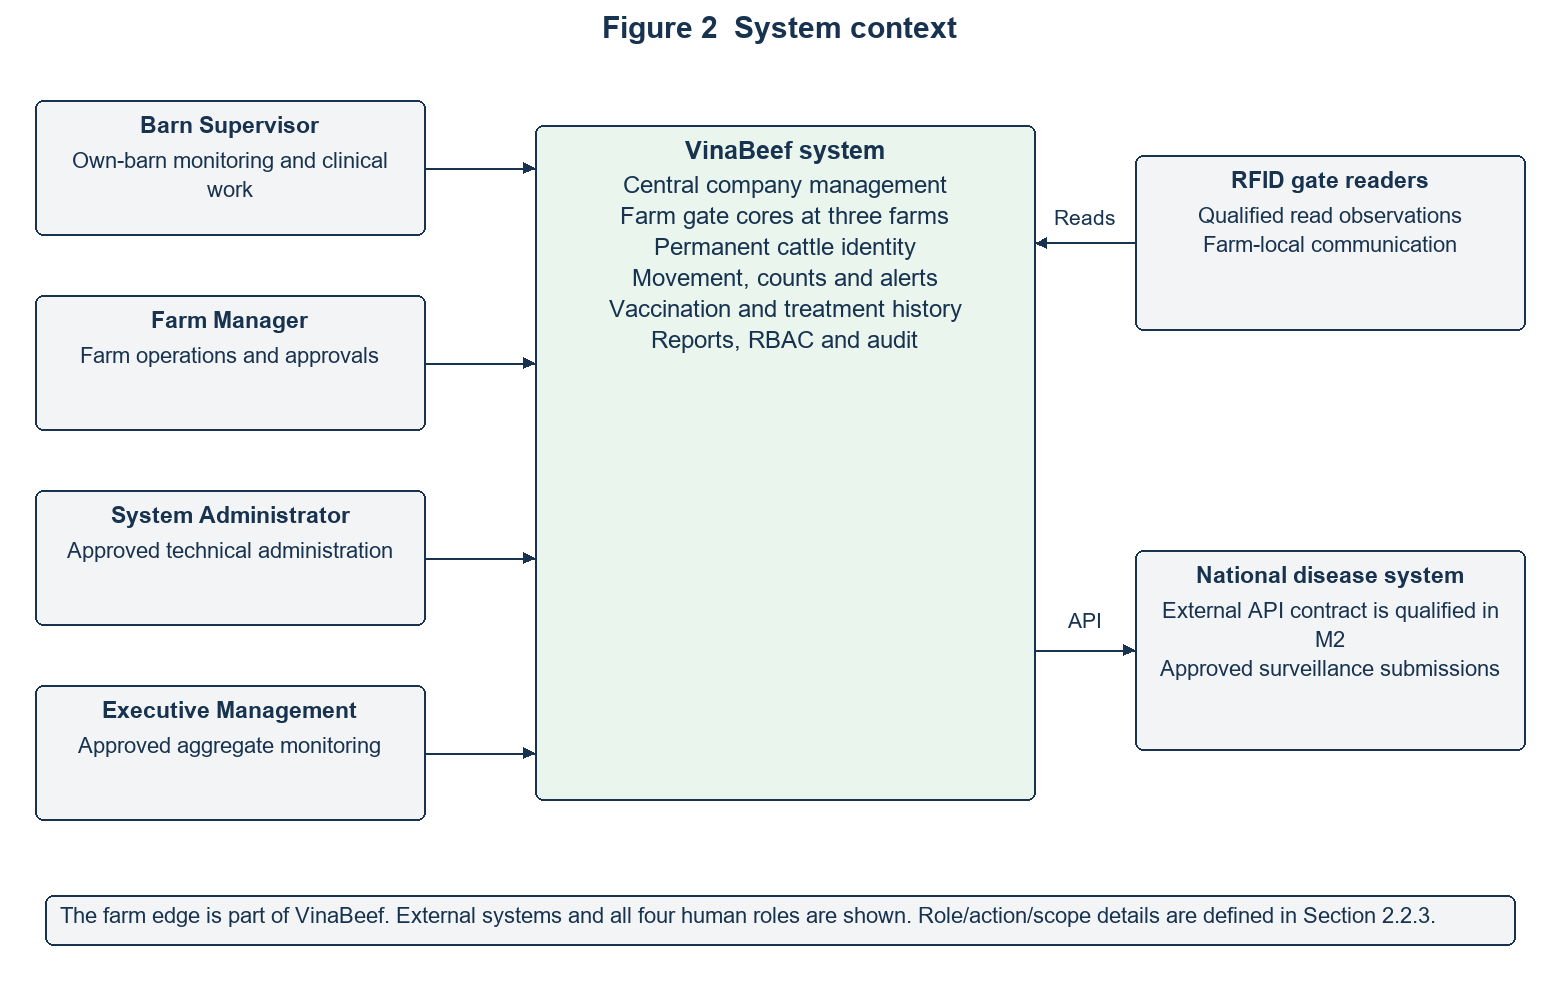 Figure 2  System context
Barn Supervisor
Own-barn monitoring and clinical
work
Farm Manager
Farm operations and approvals
System Administrator
Approved technical administration
Executive Management
Approved aggregate monitoring
VinaBeef system
Central company management
Farm gate cores at three farms
Permanent cattle identity
Movement, counts and alerts
Vaccination and treatment history
Reports, RBAC and audit
Reads
API
RFID gate readers
Qualified read observations
Farm-local communication
National disease system
External API contract is qualified in
M2
Approved surveillance submissions
The farm edge is part of VinaBeef. External systems and all four human roles are shown. Role/action/scope details are defined in Section 2.2.3.